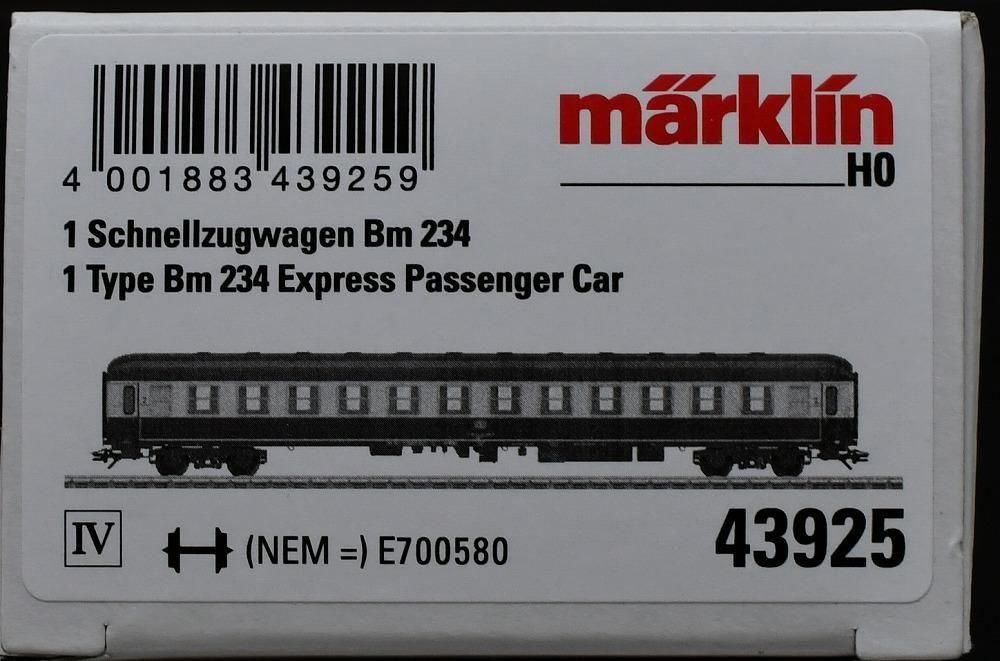 märklin
H0
4 001883 439259
1 Schnellzugwagen Bm 234
1 Type Bm 234 Express Passenger Car
IV
(NEM =) E700580
43925